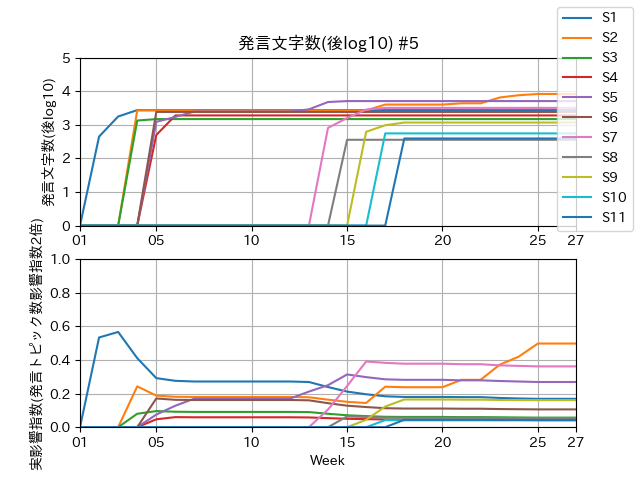 発言文字数(後log10) #5
発言文字数(後log10)
5
4
3
2
1
0
01 05 10 15 20 25 27
S1
S2
S3
S4
S5
S6
S7
S8
S9
S10
S11
実影響指数(発言トピック数影響指数2倍)
1.0
0.8
0.6
0.4
0.2
0.0
01 05 10 15 20 25 27
Week